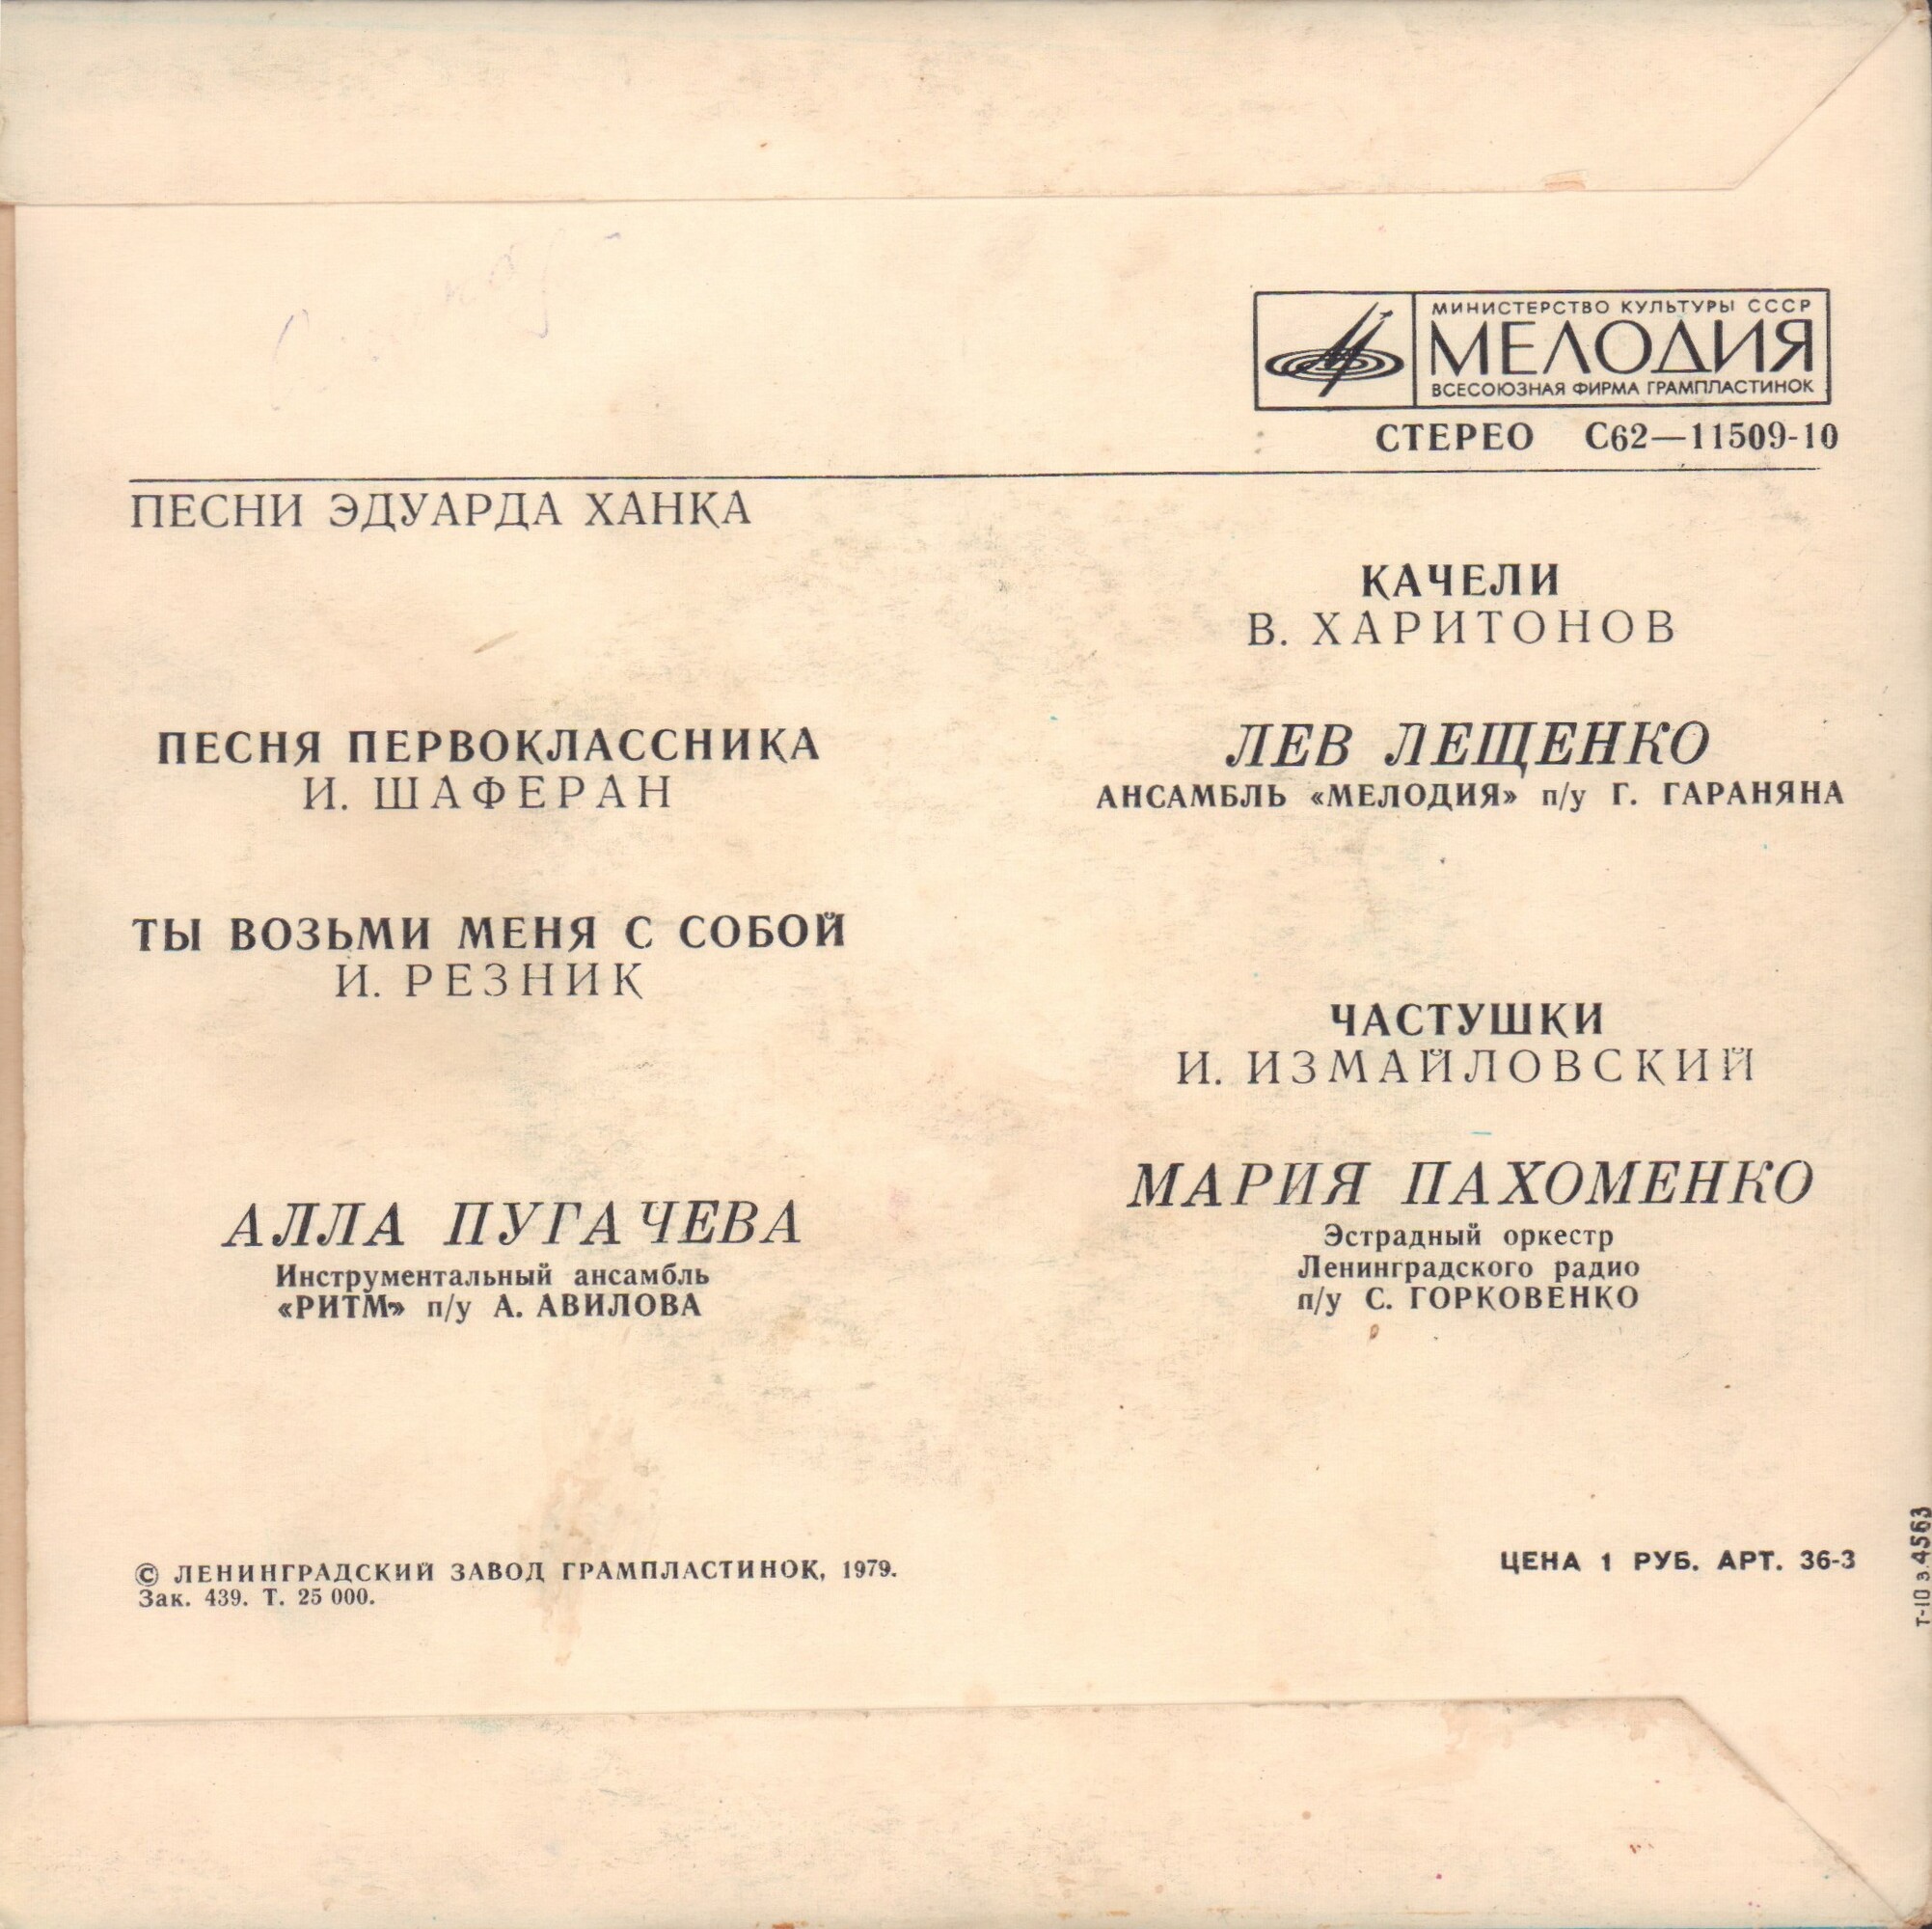 МИНИСТЕРСТВО КУЛЬТУРЫ СССР
МЕЛОДИЯ
ВСЕСОЮЗНАЯ ФИРМА ГРАМПЛАСТИНОК
СТЕРЕО С62—11509-10
ПЕСНИ ЭДУАРДА ХАНКА
ПЕСНЯ ПЕРВОКЛАССНИКА
И. ШАФЕРАН
ТЫ ВОЗЬМИ МЕНЯ С СОБОЙ
И. РЕЗНИК
АЛЛА ПУГАЧЕВА
Инструментальный ансамбль
«РИТМ» п/у А. АВИЛОВА
КАЧЕЛИ
В. ХАРИТОНОВ
ЛЕВ ЛЕЩЕНКО
АНСАМБЛЬ «МЕЛОДИЯ» п/у Г. ГАРАНЯНА
ЧАСТУШКИ
И. ИЗМАЙЛОВСКИЙ
МАРИЯ ПАХОМЕНКО
Эстрадный оркестр
Ленинградского радио
п/у С. ГОРКОВЕНКО
© ЛЕНИНГРАДСКИЙ ЗАВОД ГРАМПЛАСТИНОК, 1979.
Зак. 439. Т. 25 000.
ЦЕНА 1 РУБ. АРТ. 36-3
Т-10 з. 4563